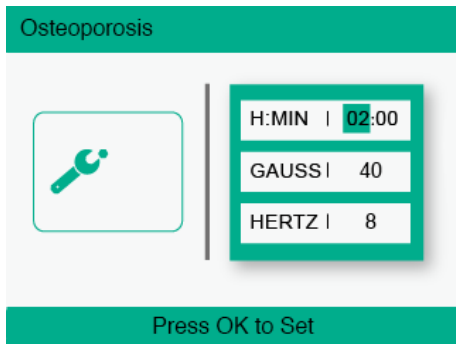 Osteoporosis
H:MIN | 02:00
GAUSS | 40
HERTZ | 8
Press OK to Set